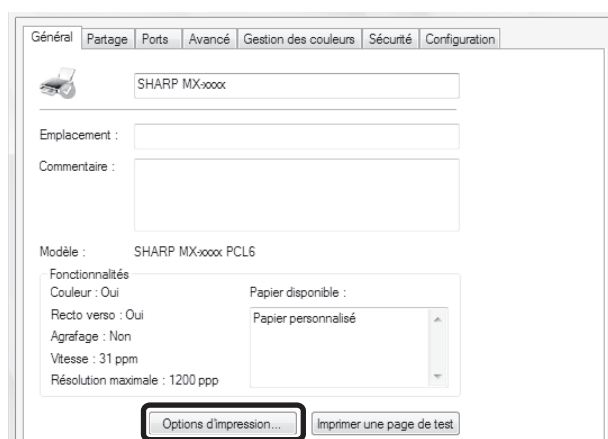 Général Partage Ports Avancé Gestion des couleurs Sécurité Configuration
SHARP MX-xxxx
Emplacement :
Commentaire :
Modèle : SHARP MX-xxxx PCL6
Fonctionnalités
Couleur : Oui Papier disponible :
Recto verso : Oui Papier personnalisé
Agrafage : Non
Vitesse : 31 ppm
Résolution maximale : 1200 ppp
Options d'impression... Imprimer une page de test